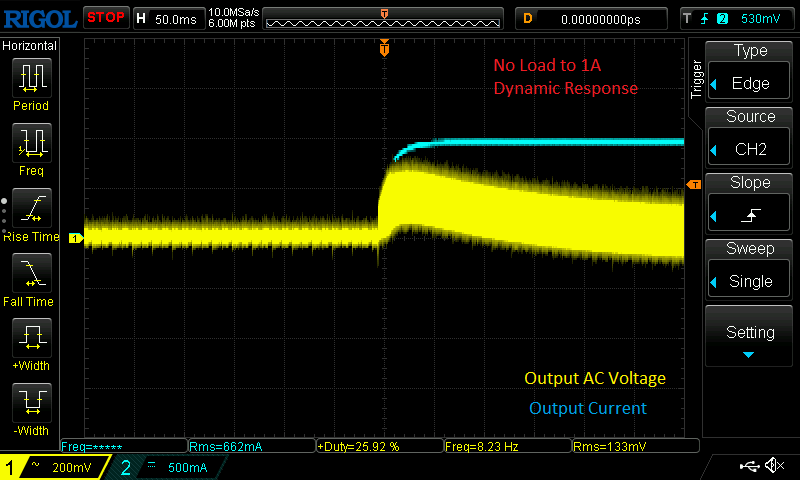 RIGOL STOP H 50.0ms 10.0MSa/s 6.00M pts T D 0.00000000ps T 2 530mV
Horizontal
Period
Freq
Rise Time
Fall Time
+Width
-Width
T
No Load to 1A
Dynamic Response
1
T
Output AC Voltage
Output Current
Trigger
Type
Edge
Source
CH2
Slope
Sweep
Single
Setting
Freq=***** Rms=662mA +Duty=25.92 % Freq=8.23 Hz Rms=133mV
1 ~ 200mV 2 = 500mA